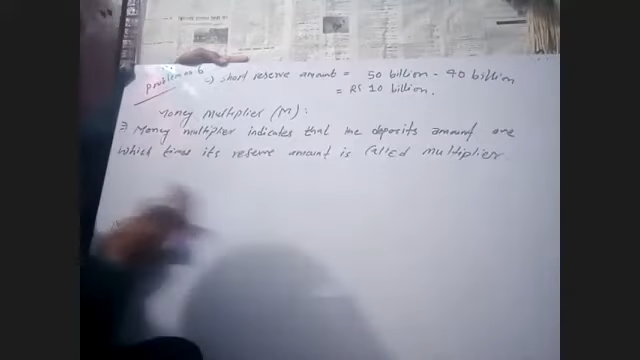 Problem no 6
c) short reserve amount = 50 billion - 40 billion
= RS 10 billion.
Money Multiplier (M):
Money multiplier indicates that the deposits amount are
which times its reserve amount is called multiplier